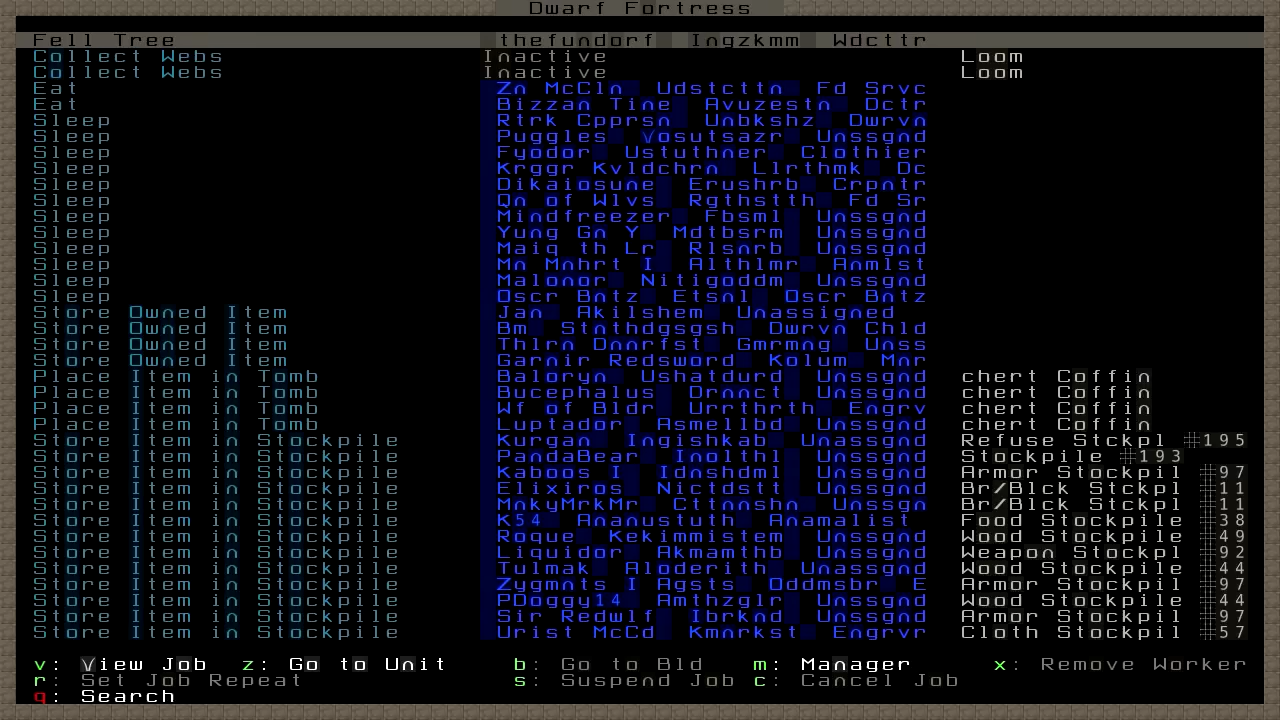 Dwarf Fortress
Fell Tree thefundorf Ingzkmm Wdcttr
Collect Webs Inactive Loom
Collect Webs Inactive Loom
Eat Zn McCln Udstcttn Fd Srvc
Eat Bizzan Tine Avuzestn Dctr
Sleep Rtrk Cpprsn Unbkshz Dwrvn
Sleep Puggles Vosutsazr Unssgnd
Sleep Fyodor Ustuthner Clothier
Sleep Krggr Kvldchrn Llrthmk Dc
Sleep Dikaiosune Erushrb Crpntr
Sleep Qn of Wlvs Rgthstth Fd Sr
Sleep Mindfreezer Fbsml Unssgnd
Sleep Yung Gn Y Mdtbsrm Unssgnd
Sleep Maiq th Lr Rlsnrb Unssgnd
Sleep Mn Mnhrt I Althlmr Anmlst
Sleep Malonor Nitigoddm Unssgnd
Sleep Oscr Bntz Etsnl Oscr Bntz
Store Owned Item Jan Akilshem Unassigned
Store Owned Item Bm Stnthdgsgsh Dwrvn Chld
Store Owned Item Thlrn Dnnrfst Gmrmng Unss
Store Owned Item Garnir Redsword Kolum Mnr
Place Item in Tomb Baloryn Ushatdurd Unssgnd chert Coffin
Place Item in Tomb Bucephalus Drnnct Unssgnd chert Coffin
Place Item in Tomb Wf of Bldr Urrthrth Engrv chert Coffin
Place Item in Tomb Luptador Asmellbd Unssgnd chert Coffin
Store Item in Stockpile Kurgan Ingishkab Unassgnd Refuse Stckpl #195
Store Item in Stockpile PandaBear Inolthl Unssgnd Stockpile #193
Store Item in Stockpile Kaboos I Idnshdml Unssgnd Armor Stockpil #97
Store Item in Stockpile Elixiros Nictdstt Unssgnd Br/Blck Stckpl #11
Store Item in Stockpile MnkyMrkMr Cttnnshn Unssgn Br/Blck Stckpl #11
Store Item in Stockpile K54 Ananustuth Anamalist Food Stockpile #38
Store Item in Stockpile Roque Kekimmistem Unssgnd Wood Stockpile #49
Store Item in Stockpile Liquidor Akmamthb Unssgnd Weapon Stockpl #92
Store Item in Stockpile Tulmak Aloderith Unassgnd Wood Stockpile #44
Store Item in Stockpile Zygmnts I Agsts Oddmsbr E Armor Stockpil #97
Store Item in Stockpile PDoggy14 Amthzglr Unssgnd Wood Stockpile #44
Store Item in Stockpile Sir Redwlf Ibrknd Unssgnd Armor Stockpil #97
Store Item in Stockpile Urist McCd Kmnrkst Engrvr Cloth Stockpil #57
v: View Job z: Go to Unit b: Go to Bld m: Manager x: Remove Worker
r: Set Job Repeat s: Suspend Job c: Cancel Job
q: Search